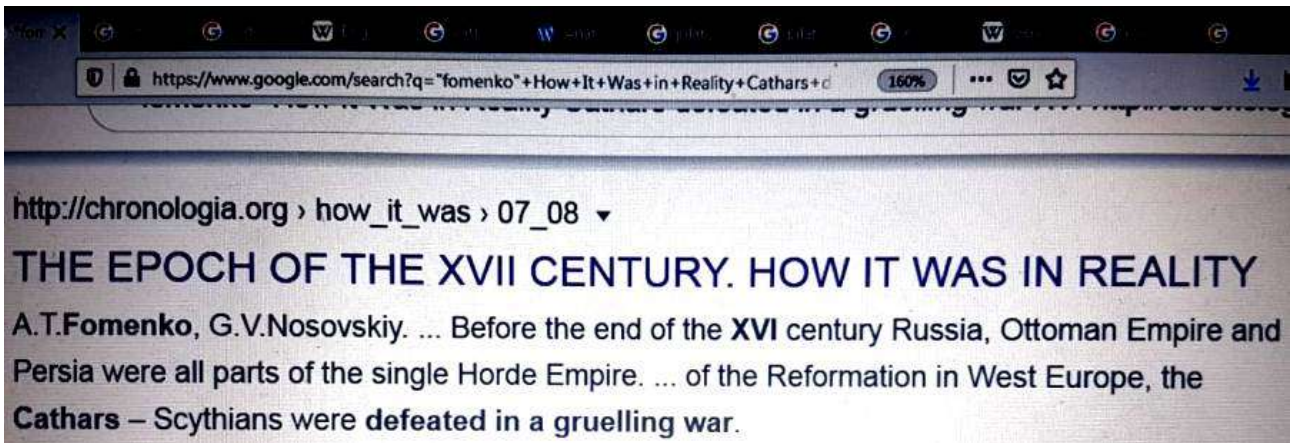 https://www.google.com/search?q="fomenko"+How+It+Was+in+Reality+Cathars+d
160%
http://chronologia.org › how_it_was › 07_08
THE EPOCH OF THE XVII CENTURY. HOW IT WAS IN REALITY
A.T.Fomenko, G.V.Nosovskiy. ... Before the end of the XVI century Russia, Ottoman Empire and
Persia were all parts of the single Horde Empire. ... of the Reformation in West Europe, the
Cathars – Scythians were defeated in a gruelling war.